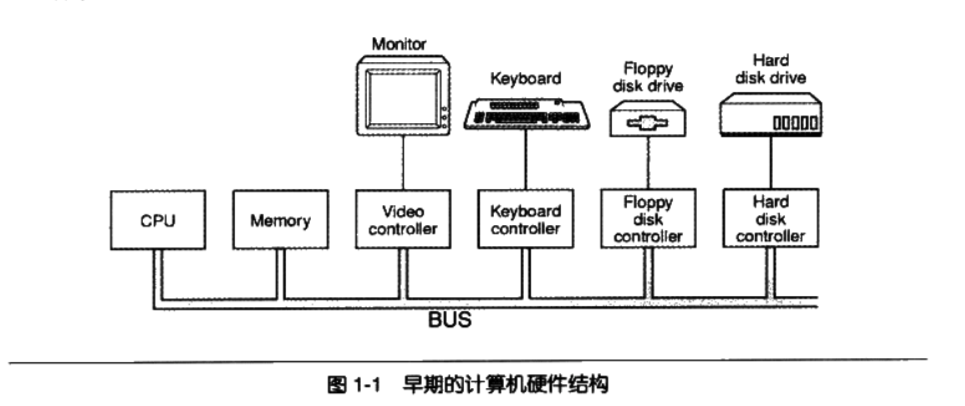 Monitor
Keyboard
Floppy
disk drive
Hard
disk drive
CPU
Memory
Video
controller
Keyboard
controller
Floppy
disk
controller
Hard
disk
controller
BUS
图 1-1 早期的计算机硬件结构